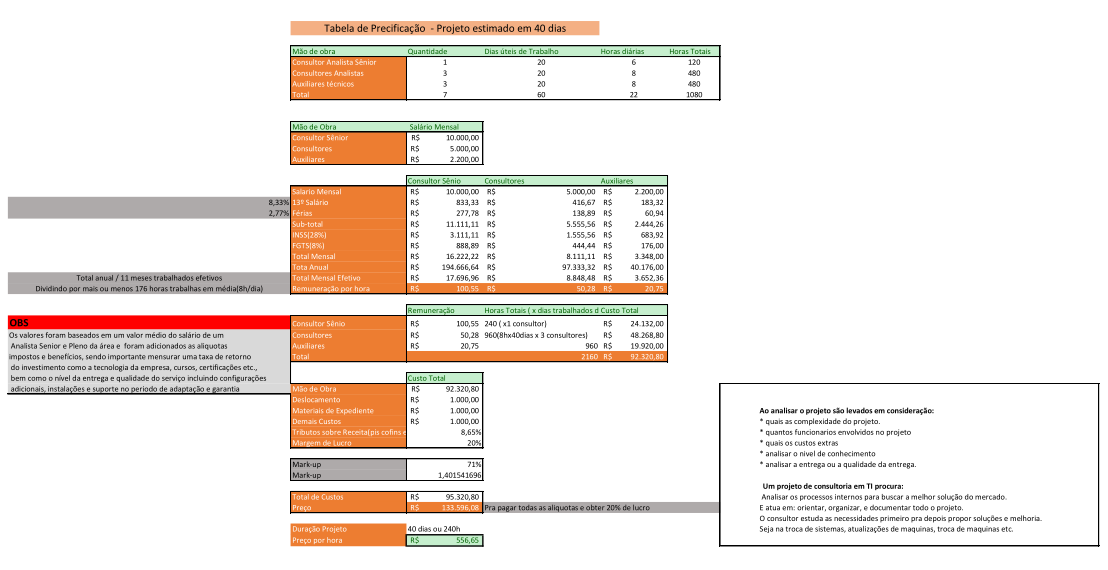 Tabela de Precificação - Projeto estimado em 40 dias
Mão de obra Quantidade Dias úteis de Trabalho Horas diárias Horas Totais
Consultor Analista Sênior 1 20 6 120
Consultores Analistas 3 20 8 480
Auxiliares técnicos 3 20 8 480
Total 7 60 22 1080
Mão de Obra Salário Mensal
Consultor Sênior R$ 10.000,00
Consultores R$ 5.000,00
Auxiliares R$ 2.200,00
Consultor Sênio Consultores Auxiliares
Salario Mensal R$ 10.000,00 R$ 5.000,00 R$ 2.200,00
8,33% 13º Salário R$ 833,33 R$ 416,67 R$ 183,32
2,77% Férias R$ 277,78 R$ 138,89 R$ 60,94
Sub-total R$ 11.111,11 R$ 5.555,56 R$ 2.444,26
INSS(28%) R$ 3.111,11 R$ 1.555,56 R$ 683,92
FGTS(8%) R$ 888,89 R$ 444,44 R$ 176,00
Total Mensal R$ 16.222,22 R$ 8.111,11 R$ 3.348,00
Tota Anual R$ 194.666,64 R$ 97.333,32 R$ 40.176,00
Total anual / 11 meses trabalhados efetivos Total Mensal Efetivo R$ 17.696,96 R$ 8.848,48 R$ 3.652,36
Dividindo por mais ou menos 176 horas trabalhas em média(8h/dia) Remuneração por hora R$ 100,55 R$ 50,28 R$ 20,75
Remuneração Horas Totais ( x dias trabalhados d Custo Total
OBS
Consultor Sênio R$ 100,55 240 ( x1 consultor) R$ 24.132,00
Consultores R$ 50,28 960(8hx40dias x 3 consultores) R$ 48.268,80
Auxiliares R$ 20,75 960 R$ 19.920,00
Total 2160 R$ 92.320,80
Os valores foram baseados em um valor médio do salário de um
Analista Senior e Pleno da área e foram adicionados as aliquotas
impostos e benefícios, sendo importante mensurar uma taxa de retorno
do investimento como a tecnologia da empresa, cursos, certificações etc.,
bem como o nível da entrega e qualidade do serviço incluindo configurações
adicionais, instalações e suporte no periodo de adaptação e garantia
Custo Total
Mão de Obra R$ 92.320,80
Deslocamento R$ 1.000,00
Materiais de Expediente R$ 1.000,00
Demais Custos R$ 1.000,00
Tributos sobre Receita(pis cofins e 8,65%
Margem de Lucro 20%
Mark-up 71%
Mark-up 1,401541696
Total de Custos R$ 95.320,80
Preço R$ 133.596,08 Pra pagar todas as aliquotas e obter 20% de lucro
Duração Projeto 40 dias ou 240h
Preço por hora R$ 556,65
Ao analisar o projeto são levados em consideração:
* quais as complexidade do projeto.
* quantos funcionarios envolvidos no projeto
* quais os custos extras
* analisar o nivel de conhecimento
* analisar a entrega ou a qualidade da entrega.
Um projeto de consultoria em TI procura:
Analisar os processos internos para buscar a melhor solução do mercado.
E atua em: orientar, organizar, e documentar todo o projeto.
O consultor estuda as necessidades primeiro pra depois propor soluções e melhoria.
Seja na troca de sistemas, atualizações de maquinas, troca de maquinas etc.